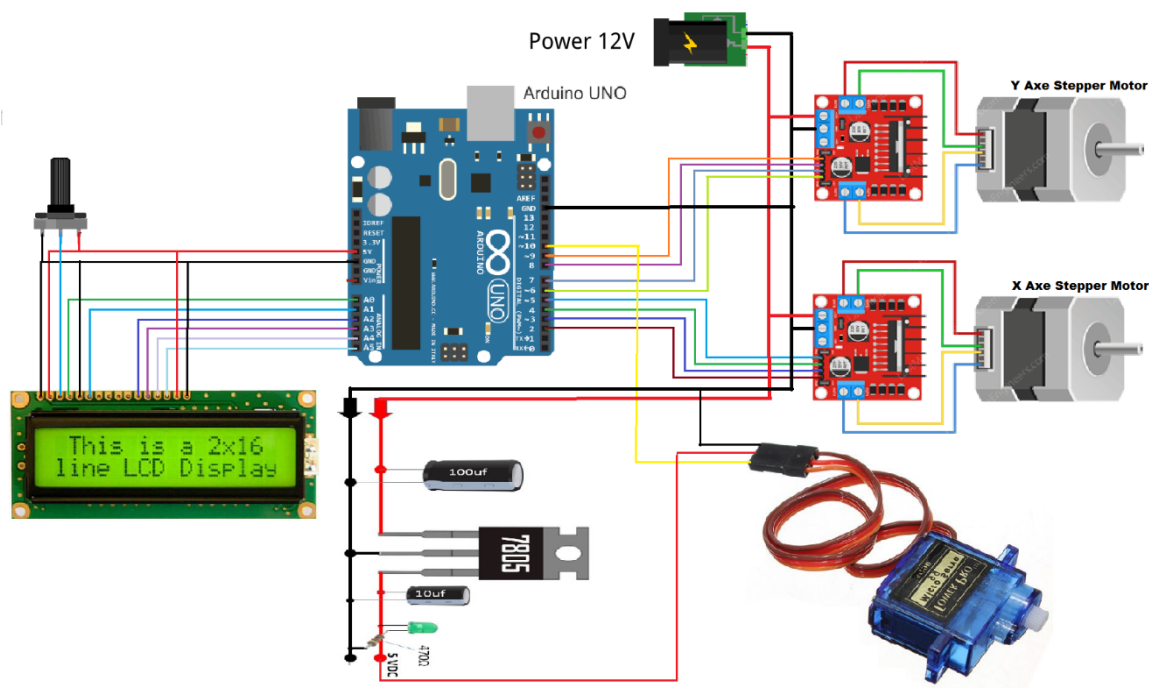 Power 12V
Arduino UNO
Y Axe Stepper Motor
X Axe Stepper Motor
AREF
GND
13
12
~11
~10
~9
8
7
~6
~5
4
~3
2
TX→1
RX←0
DIGITAL (PWM~)
ARDUINO
UNO
IOREF
RESET
3.3V
5V
GND
GND
Vin
POWER
A0
A1
A2
A3
A4
A5
ANALOG IN
MADE IN ITALY
This is a 2x16
line LCD Display
100uf
7805
10uf
470Ω
5 VDC